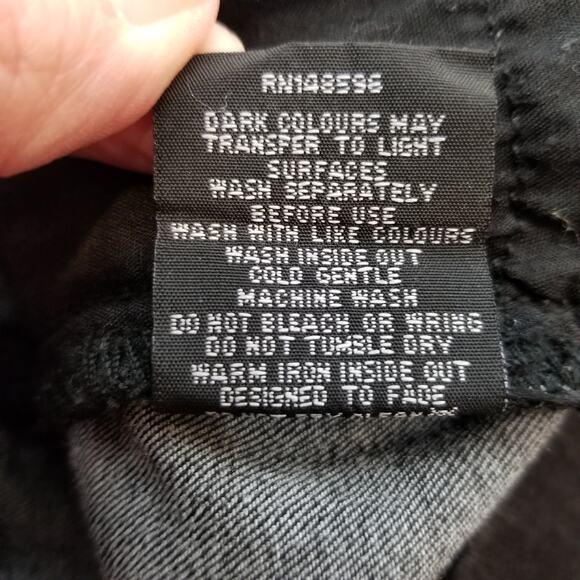 RN148596
DARK COLOURS MAY
TRANSFER TO LIGHT
SURFACES
WASH SEPARATELY
BEFORE USE
WASH WITH LIKE COLOURS
WASH INSIDE OUT
COLD GENTLE
MACHINE WASH
DO NOT BLEACH OR WRING
DO NOT TUMBLE DRY
WARM IRON INSIDE OUT
DESIGNED TO FADE